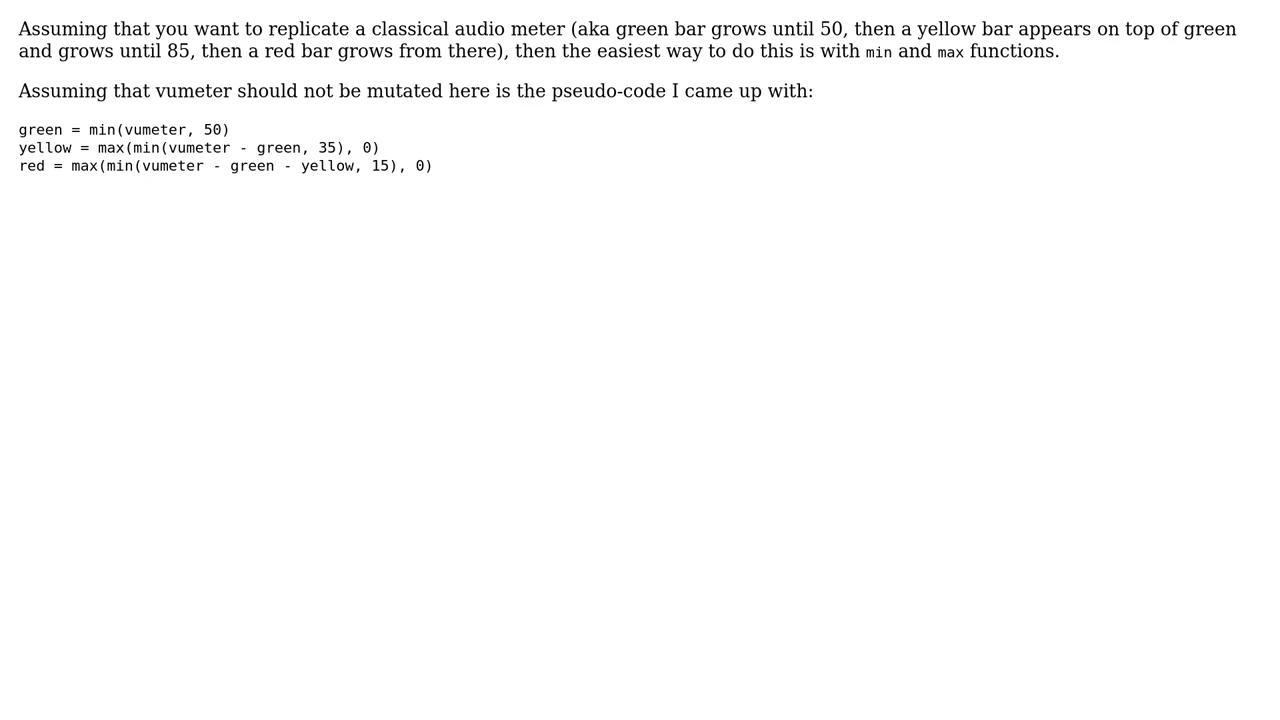 Assuming that you want to replicate a classical audio meter (aka green bar grows until 50, then a yellow bar appears on top of green
and grows until 85, then a red bar grows from there), then the easiest way to do this is with min and max functions.
Assuming that vumeter should not be mutated here is the pseudo-code I came up with:
green = min(vumeter, 50)
yellow = max(min(vumeter - green, 35), 0)
red = max(min(vumeter - green - yellow, 15), 0)